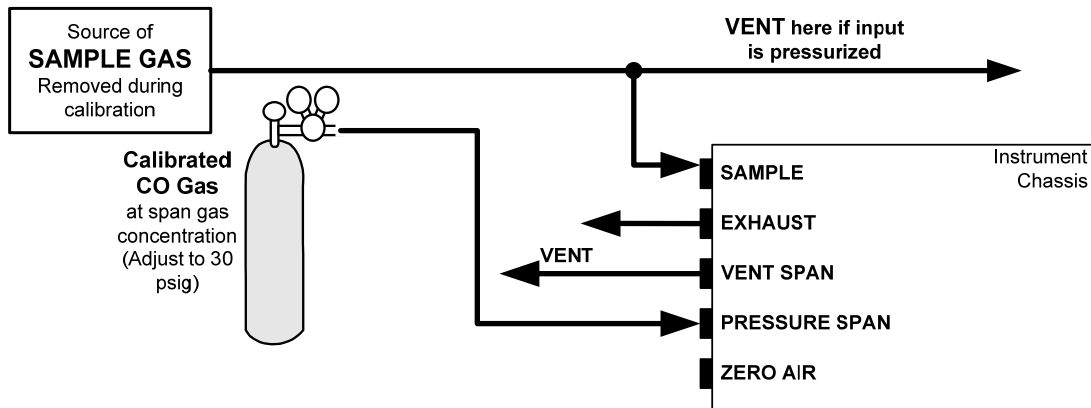 Source of
SAMPLE GAS
Removed during
calibration
VENT here if input
is pressurized
Calibrated
CO Gas
at span gas
concentration
(Adjust to 30
psig)
Instrument
Chassis
SAMPLE
EXHAUST
VENT
VENT SPAN
PRESSURE SPAN
ZERO AIR